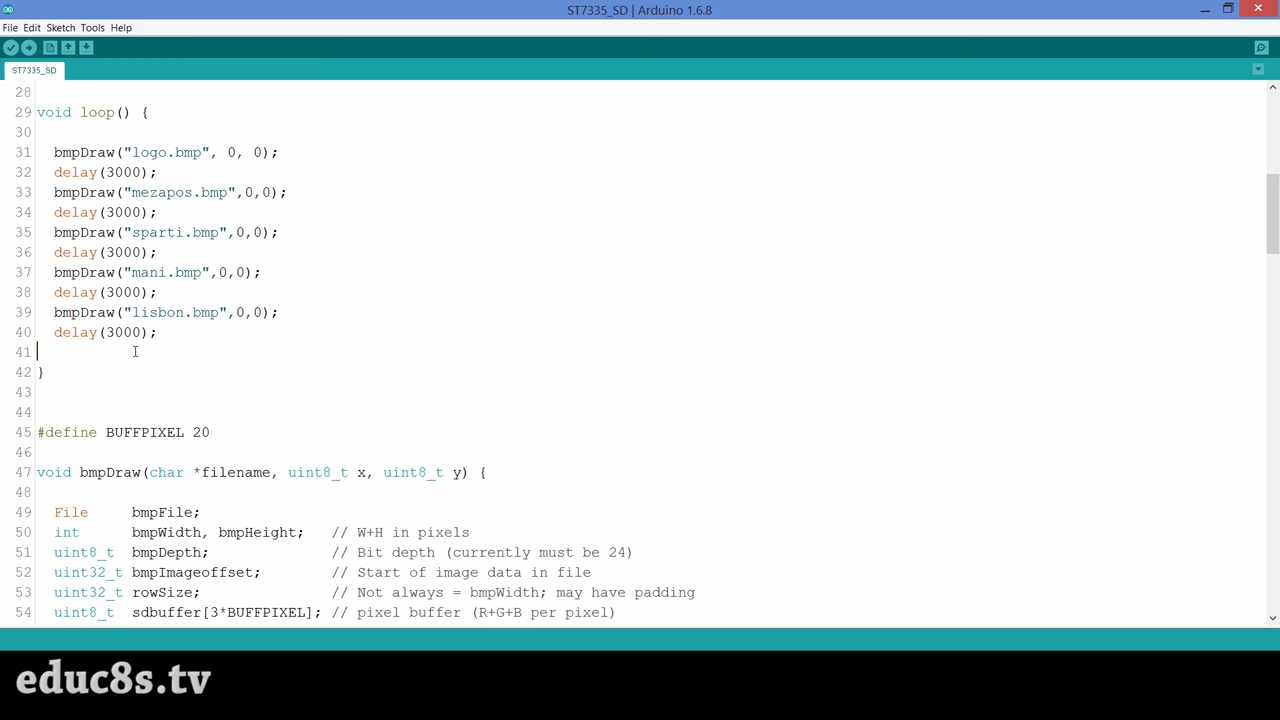 ST7335_SD | Arduino 1.6.8
File Edit Sketch Tools Help
ST7335_SD
28
29 void loop() {
30
31 bmpDraw("logo.bmp", 0, 0);
32 delay(3000);
33 bmpDraw("mezapos.bmp",0,0);
34 delay(3000);
35 bmpDraw("sparti.bmp",0,0);
36 delay(3000);
37 bmpDraw("mani.bmp",0,0);
38 delay(3000);
39 bmpDraw("lisbon.bmp",0,0);
40 delay(3000);
41
42 }
43
44
45 #define BUFFPIXEL 20
46
47 void bmpDraw(char *filename, uint8_t x, uint8_t y) {
48
49 File bmpFile;
50 int bmpWidth, bmpHeight; // W+H in pixels
51 uint8_t bmpDepth; // Bit depth (currently must be 24)
52 uint32_t bmpImageoffset; // Start of image data in file
53 uint32_t rowSize; // Not always = bmpWidth; may have padding
54 uint8_t sdbuffer[3*BUFFPIXEL]; // pixel buffer (R+G+B per pixel)
educ8s.tv